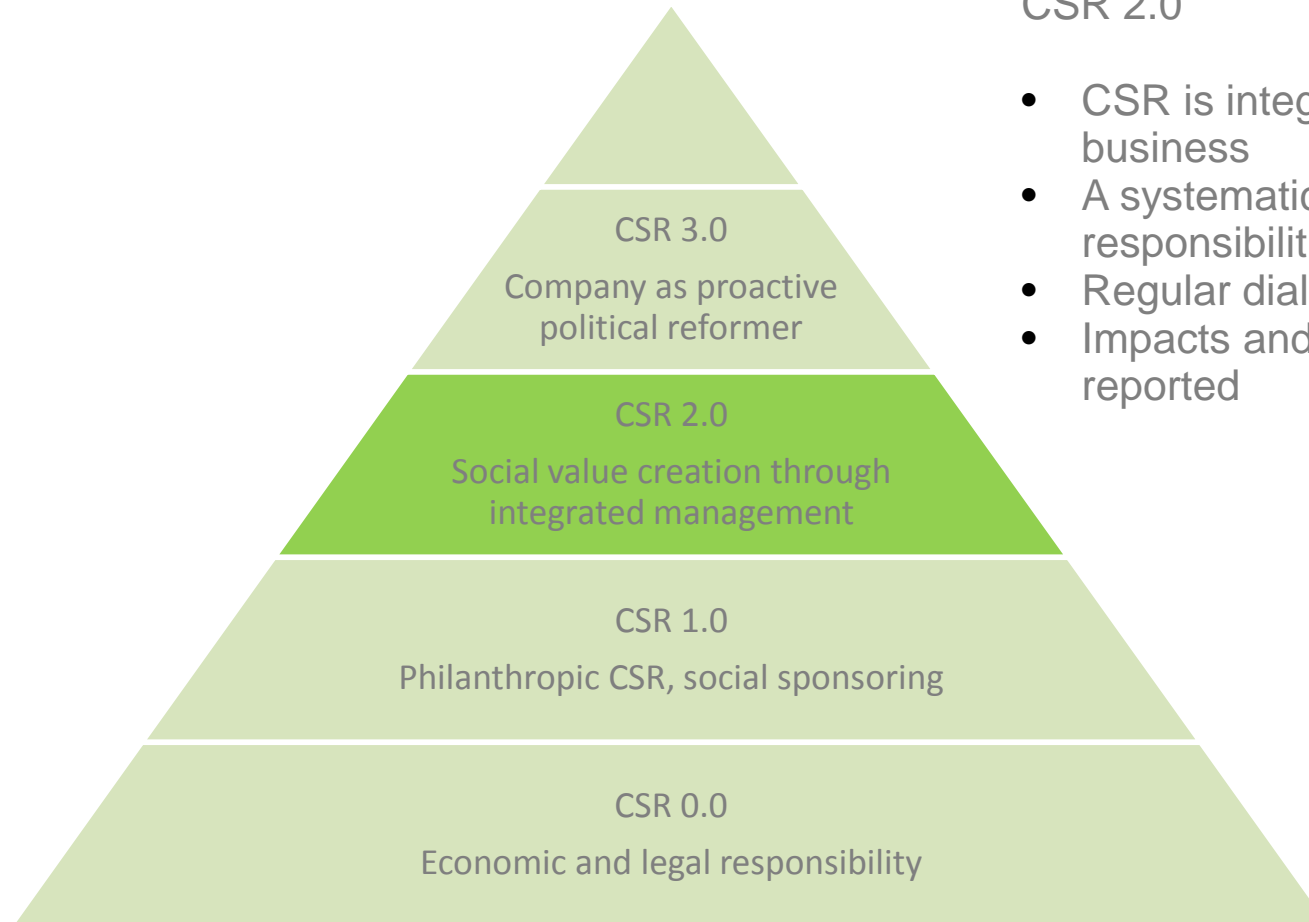 CSR 3.0
Company as proactive
political reformer
CSR 2.0
Social value creation through
integrated management
CSR 1.0
Philanthropic CSR, social sponsoring
CSR 0.0
Economic and legal responsibility
CSR 2.0
• CSR is
business
• A
• Regular
• Impacts and
reported